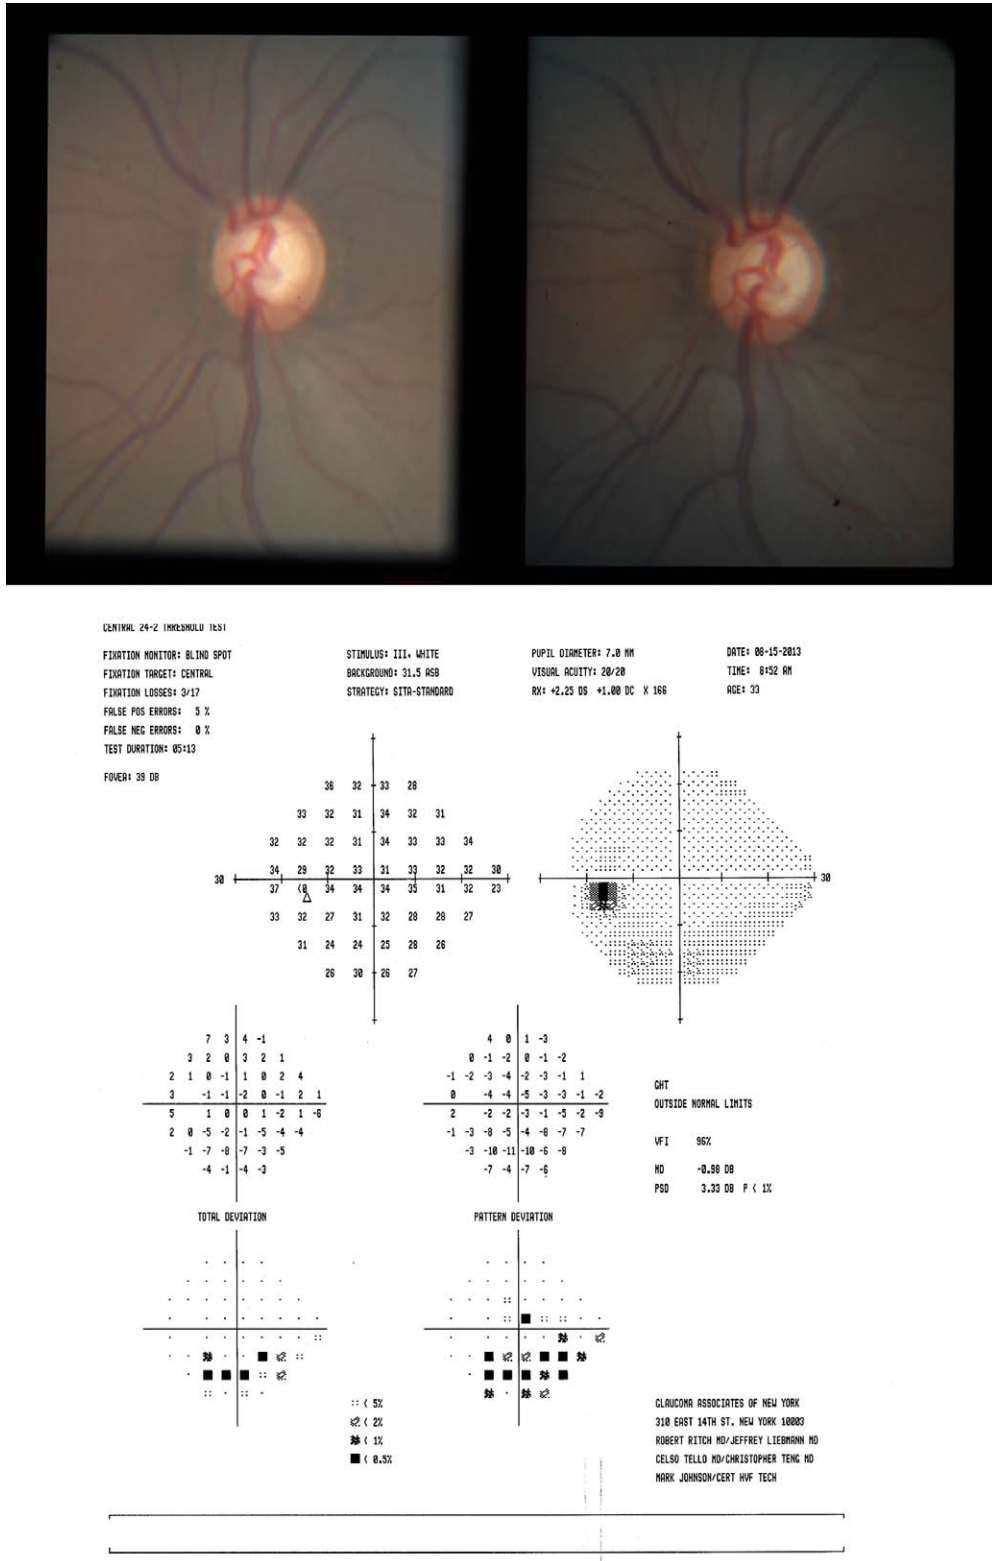 CENTRAL 24-2 THRESHOLD TEST
FIXATION MONITOR: BLIND SPOT
FIXATION TARGET: CENTRAL
FIXATION LOSSES: 3/17
FALSE POS ERRORS: 5 %
FALSE NEG ERRORS: 0 %
TEST DURATION: 05:13
FOVEA: 39 DB
STIMULUS: III, WHITE
BACKGROUND: 31.5 ASB
STRATEGY: SITA-STANDARD
PUPIL DIAMETER: 7.0 MM
VISUAL ACUITY: 20/20
RX: +2.25 DS +1.00 DC X 166
DATE: 08-15-2013
TIME: 8:52 AM
AGE: 33
36 32 33 28
33 32 31 34 32 31
32 32 32 31 34 33 33 34
34 29 32 33 31 33 32 32 30
30
37 <0 34 34 34 35 31 32 23
33 32 27 31 32 28 28 27
31 24 24 25 28 26
26 30 26 27
30
7 3 4 -1
3 2 0 3 2 1
2 1 0 -1 1 0 2 4
3 -1 -1 -2 0 -1 2 1
5 1 0 0 1 -2 1 -6
2 0 -5 -2 -1 -5 -4 -4
-1 -7 -8 -7 -3 -5
-4 -1 -4 -3
TOTAL DEVIATION
4 0 1 -3
0 -1 -2 0 -1 -2
-1 -2 -3 -4 -2 -3 -1 1
0 -4 -4 -5 -3 -3 -1 -2
2 -2 -2 -3 -1 -5 -2 -9
-1 -3 -8 -5 -4 -8 -7 -7
-3 -10 -11 -10 -6 -8
-7 -4 -7 -6
PATTERN DEVIATION
GHT
OUTSIDE NORMAL LIMITS
VFI 96%
MD -0.98 DB
PSD 3.33 DB P < 1%
< 5%
< 2%
< 1%
< 0.5%
GLAUCOMA ASSOCIATES OF NEW YORK
310 EAST 14TH ST. NEW YORK 10003
ROBERT RITCH MD/JEFFREY LIEBMANN MD
CELSO TELLO MD/CHRISTOPHER TENG MD
MARK JOHNSON/CERT HVF TECH